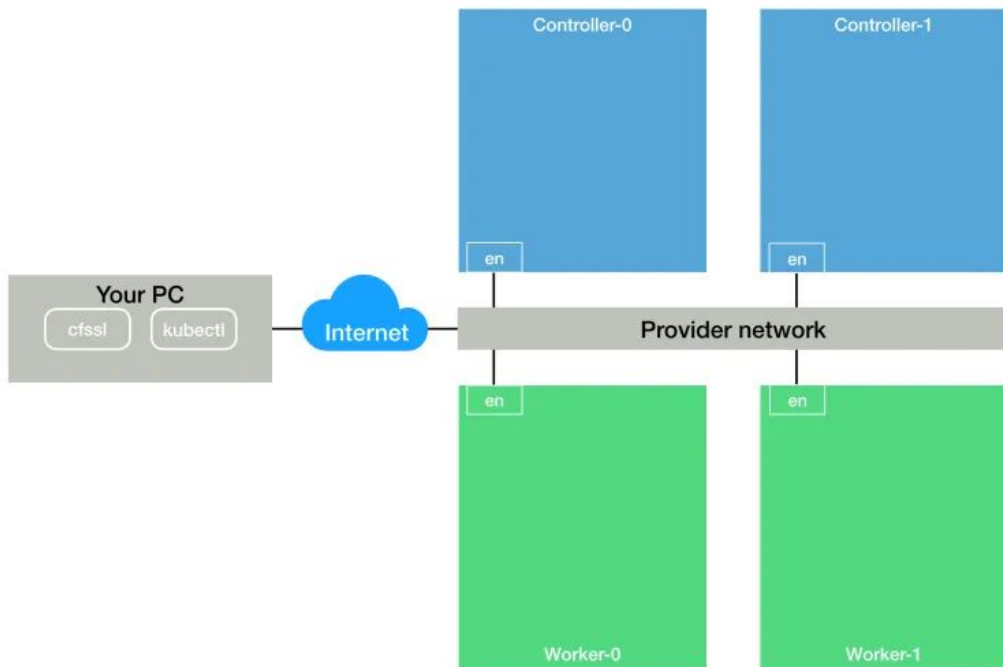 Controller-0
Controller-1
en
en
Your PC
cfssl
kubectl
Internet
Provider network
en
en
Worker-0
Worker-1